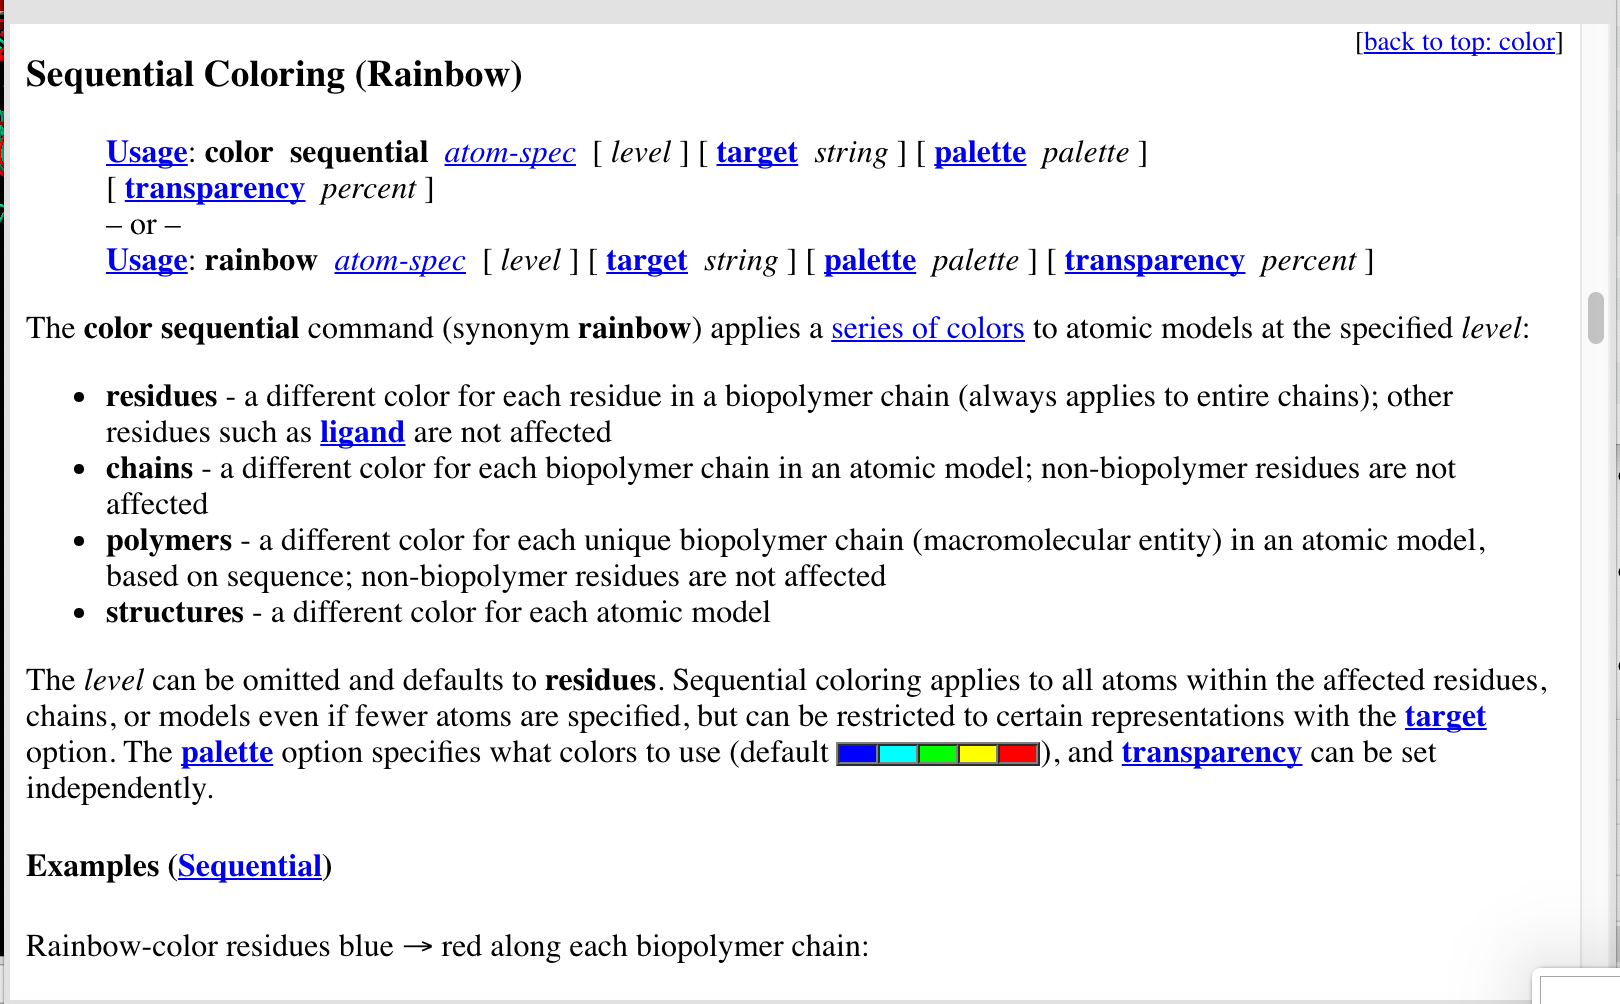 [back to top: color]
Sequential Coloring (Rainbow)
Usage: color sequential atom-spec [ level ] [ target string ] [ palette palette ]
[ transparency percent ]
– or –
Usage: rainbow atom-spec [ level ] [ target string ] [ palette palette ] [ transparency percent ]
The color sequential command (synonym rainbow) applies a series of colors to atomic models at the specified level:
• residues - a different color for each residue in a biopolymer chain (always applies to entire chains); other
residues such as ligand are not affected
• chains - a different color for each biopolymer chain in an atomic model; non-biopolymer residues are not
affected
• polymers - a different color for each unique biopolymer chain (macromolecular entity) in an atomic model,
based on sequence; non-biopolymer residues are not affected
• structures - a different color for each atomic model
The level can be omitted and defaults to residues. Sequential coloring applies to all atoms within the affected residues,
chains, or models even if fewer atoms are specified, but can be restricted to certain representations with the target
option. The palette option specifies what colors to use (default ), and transparency can be set
independently.
Examples (Sequential)
Rainbow-color residues blue → red along each biopolymer chain: